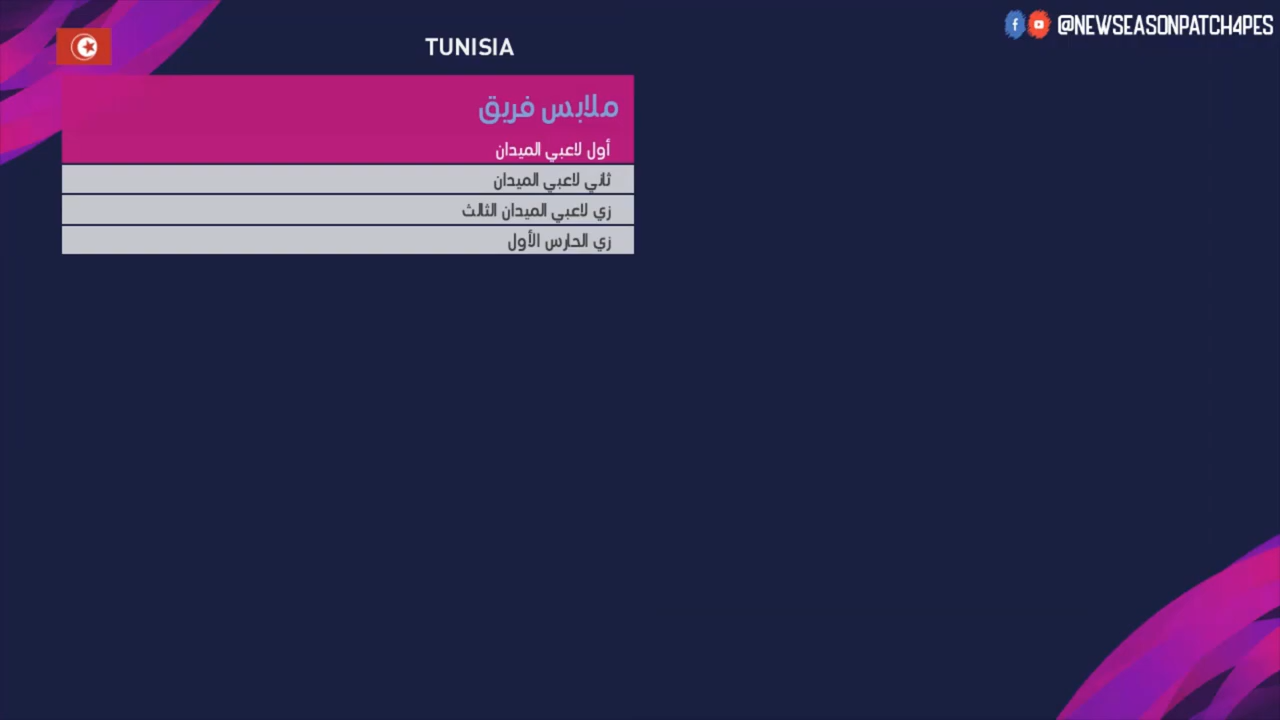 @NEWSEASONPATCH4PES
TUNISIA
ملابس فريق
أول لاعبي الميدان
ثاني لاعبي الميدان
زي لاعبي الميدان الثالث
زي الحارس الأول